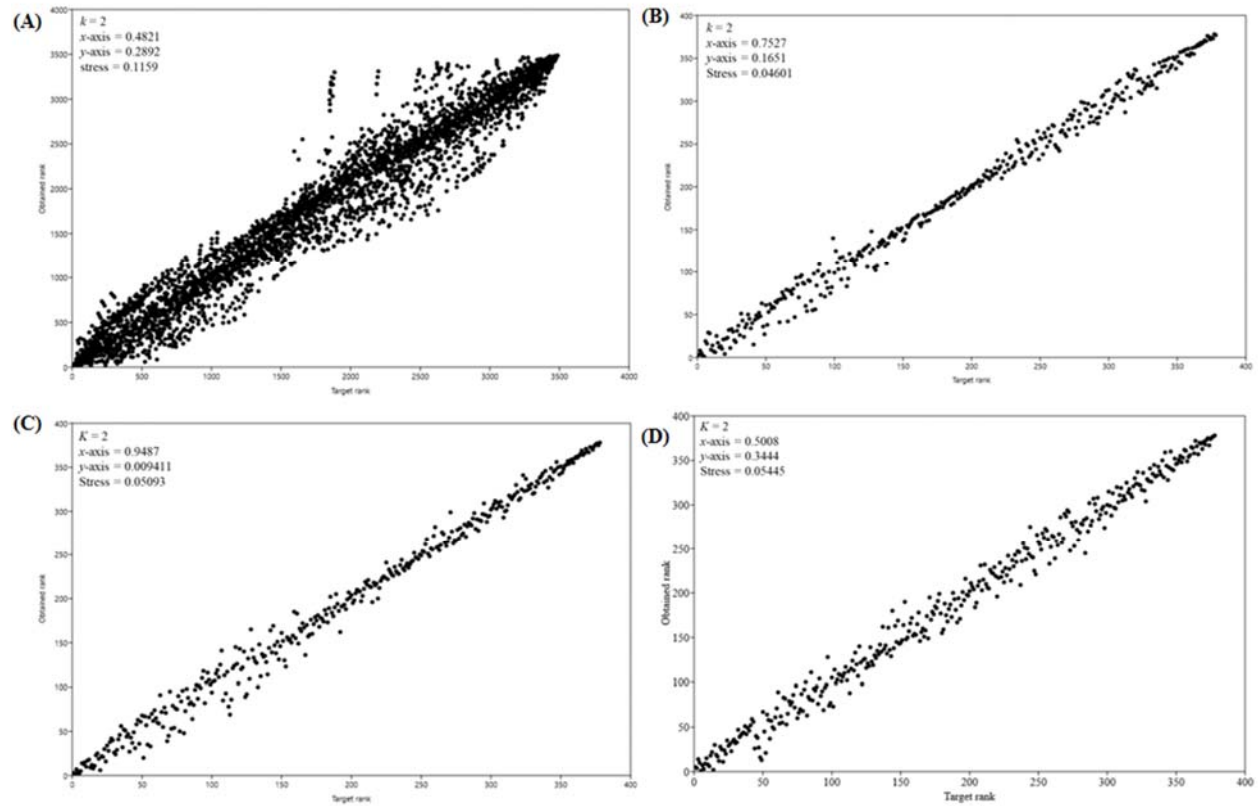 (A)
k = 2
x-axis = 0.4821
y-axis = 0.2892
stress = 0.1159
4000
3500
3000
2500
2000
1500
1000
500
0
Obtained rank
0 500 1000 1500 2000 2500 3000 3500 4000
Target rank
(B)
k = 2
x-axis = 0.7527
y-axis = 0.1651
Stress = 0.04601
400
350
300
250
200
150
100
50
0
Obtained rank
0 50 100 150 200 250 300 350 400
Target rank
(C)
K = 2
x-axis = 0.9487
y-axis = 0.009411
Stress = 0.05093
400
350
300
250
200
150
100
50
0
Obtained rank
0 50 100 150 200 250 300 350 400
Target rank
(D)
K = 2
x-axis = 0.5008
y-axis = 0.3444
Stress = 0.05445
400
350
300
250
200
150
100
50
0
Obtained rank
0 50 100 150 200 250 300 350 400
Target rank